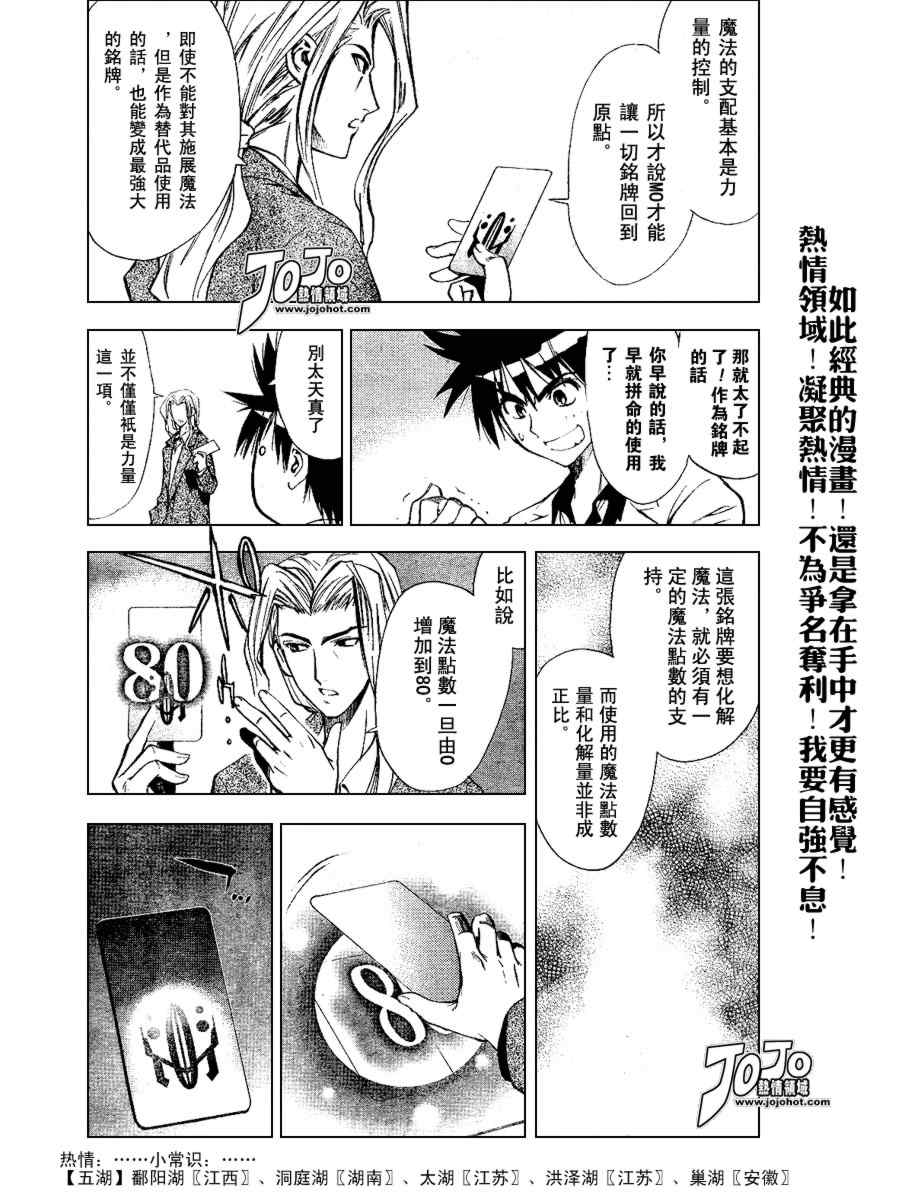 魔法的支配基本是力
量的控制。
所以才說MO才能
讓一切銘牌回到
原點。
即使不能對其施展魔法
，但是作為替代品使用
的話，也能變成最強大
的銘牌。
JOJO
熱情領域
www.jojohot.com
那就太了不起
了！作為銘牌
的話
你早說的話，我
早就拼命的使用
了…
別太天真了
並不僅僅祇是力量
這一項。
這張銘牌要想化解
魔法，就必須有一
定的魔法點數的支
持。
而使用的魔法點數
量和化解量並非成
正比。
比如說
魔法點數一旦由0
增加到80。
80
8
如此經典的漫畫！還是拿在手中才更有感覺！
熱情領域！凝聚熱情！不為爭名奪利！我要自強不息！
JOJO
熱情領域
www.jojohot.com
热情：……小常识：……
【五湖】鄱阳湖〖江西〗、洞庭湖〖湖南〗、太湖〖江苏〗、洪泽湖〖江苏〗、巢湖〖安徽〗